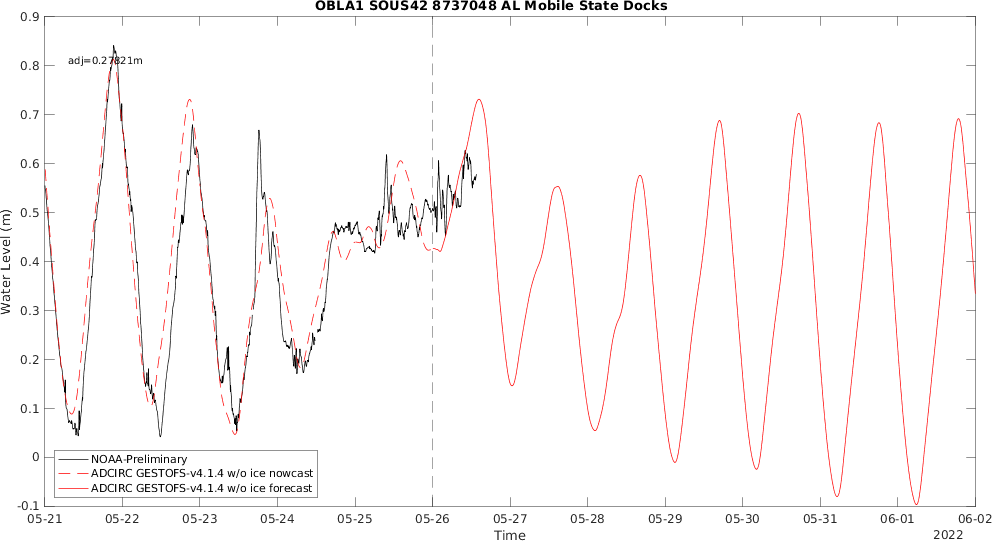 OBLA1 SOUS42 8737048 AL Mobile State Docks
adj=0.27821m
Water Level (m)
0.9
0.8
0.7
0.6
0.5
0.4
0.3
0.2
0.1
0
-0.1
NOAA-Preliminary
ADCIRC GESTOFS-v4.1.4 w/o ice nowcast
ADCIRC GESTOFS-v4.1.4 w/o ice forecast
05-21 05-22 05-23 05-24 05-25 05-26 05-27 05-28 05-29 05-30 05-31 06-01 06-02
Time
2022